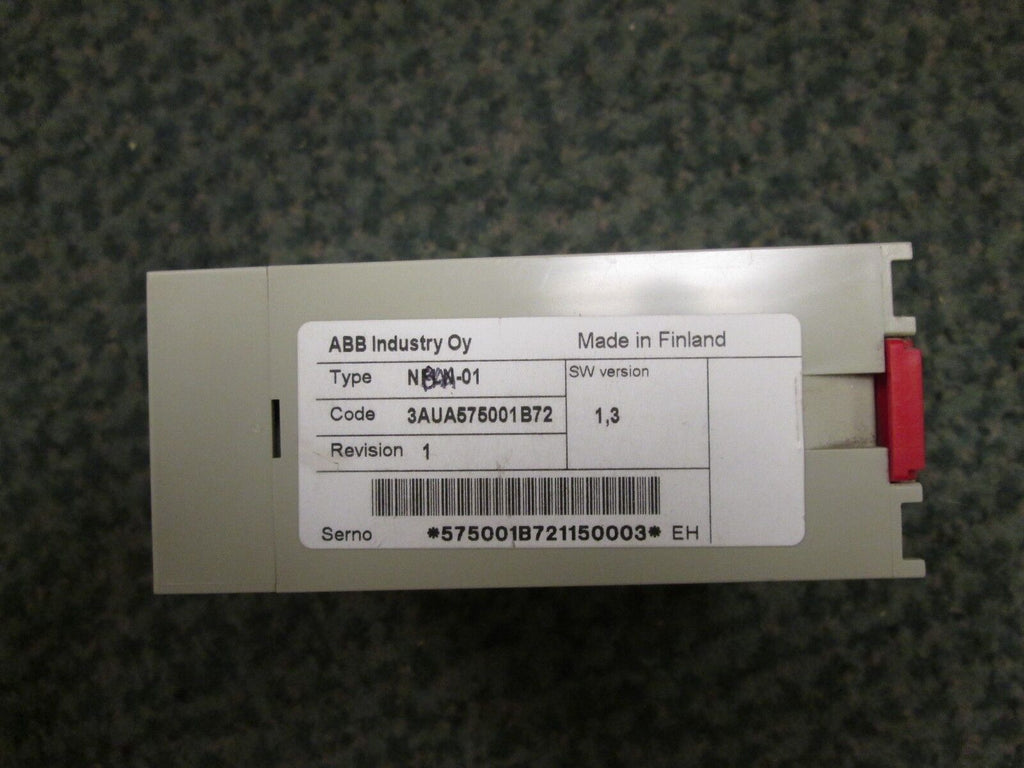 ABB Industry Oy
Made in Finland
Type
SW version
Code 3AUA575001B72
1,3
Revision 1
Serno *575001B721150003* EH